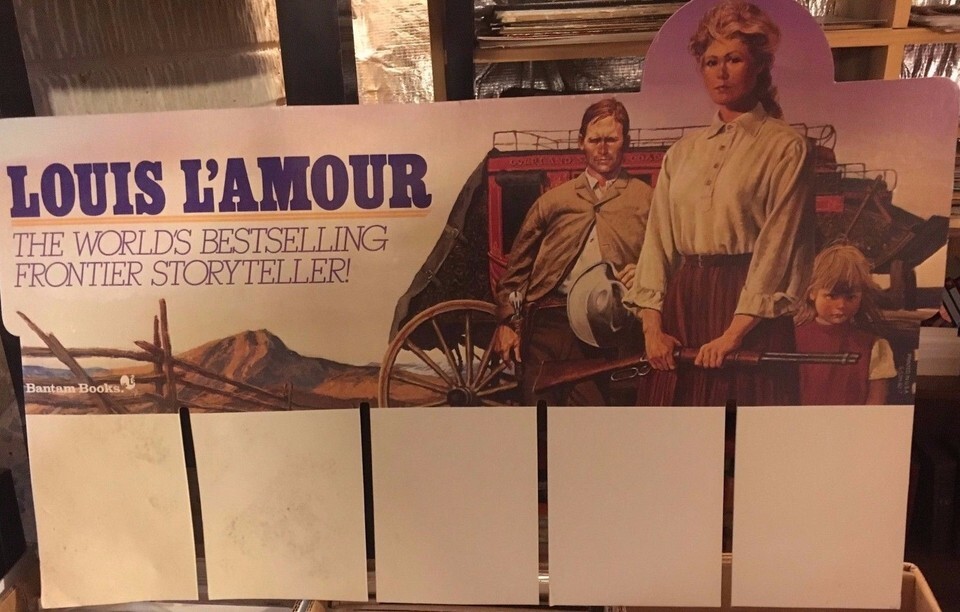 LOUIS L'AMOUR
THE WORLD'S BESTSELLING
FRONTIER STORYTELLER!
Bantam Books.